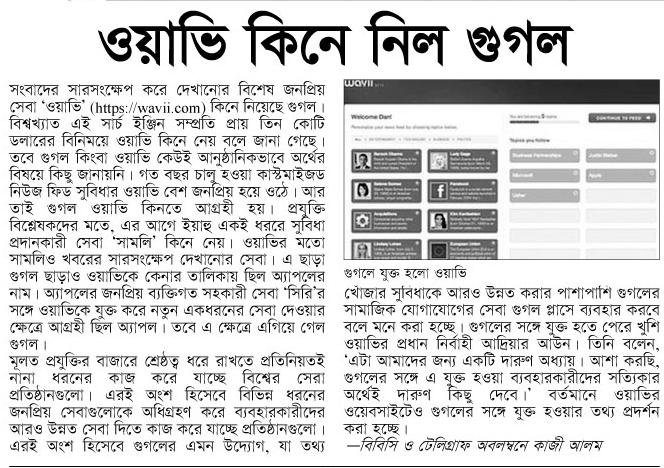 ওয়াভি কিনে নিল গুগল
সংবাদের সারসংক্ষেপ করে দেখানোর বিশেষ জনপ্রিয়
সেবা ‘ওয়াভি’ (https://wavii.com) কিনে নিয়েছে গুগল।
বিশ্বখ্যাত এই সার্চ ইঞ্জিন সম্প্রতি প্রায় তিন কোটি
ডলারের বিনিময়ে ওয়াভি কিনে নেয় বলে জানা গেছে।
তবে গুগল কিংবা ওয়াভি কেউই আনুষ্ঠানিকভাবে অর্থের
বিষয়ে কিছু জানায়নি। গত বছর চালু হওয়া কাস্টমাইজড
নিউজ ফিড সুবিধার ওয়াভি বেশ জনপ্রিয় হয়ে ওঠে। আর
তাই গুগল ওয়াভি কিনতে আগ্রহী হয়। প্রযুক্তি
বিশ্লেষকদের মতে, এর আগে ইয়াহু একই ধররে সুবিধা
প্রদানকারী সেবা ‘সামলি’ কিনে নেয়। ওয়াভির মতো
সামলিও খবরের সারসংক্ষেপ দেখানোর সেবা। এ ছাড়া
গুগল ছাড়াও ওয়াভিকে কেনার তালিকায় ছিল অ্যাপলের
নাম। অ্যাপলের জনপ্রিয় ব্যক্তিগত সহকারী সেবা ‘সিরি’র
সঙ্গে ওয়াভিকে যুক্ত করে নতুন একধরনের সেবা দেওয়ার
ক্ষেত্রে আগ্রহী ছিল অ্যাপল। তবে এ ক্ষেত্রে এগিয়ে গেল
গুগল।
মূলত প্রযুক্তির বাজারে শ্রেষ্ঠত্ব ধরে রাখতে প্রতিনিয়তই
নানা ধরনের কাজ করে যাচ্ছে বিশ্বের সেরা
প্রতিষ্ঠানগুলো। এরই অংশ হিসেবে বিভিন্ন ধরনের
জনপ্রিয় সেবাগুলোকে অধিগ্রহণ করে ব্যবহারকারীদের
আরও উন্নত সেবা দিতে কাজ করে যাচ্ছে প্রতিষ্ঠানগুলো।
এরই অংশ হিসেবে গুগলের এমন উদ্যোগ, যা তথ্য
wavii
Welcome Dan!
CONTINUE TO FEED
Topics you follow
Business Partnerships
Justin Bieber
Microsoft
Apple
Usher
Barack Obama
Lady Gaga
Selena Gomez
Facebook
Acquisitions
Kim Kardashian
Lindsay Lohan
European Union
গুগলে যুক্ত হলো ওয়াভি
খোঁজার সুবিধাকে আরও উন্নত করার পাশাপাশি গুগলের
সামাজিক যোগাযোগের সেবা গুগল প্লাসে ব্যবহার করবে
বলে মনে করা হচ্ছে। গুগলের সঙ্গে যুক্ত হতে পেরে খুশি
ওয়াভির প্রধান নির্বাহী আদ্রিয়ার আউন। তিনি বলেন,
‘এটা আমাদের জন্য একটি দারুণ অধ্যায়। আশা করছি,
গুগলের সঙ্গে এ যুক্ত হওয়া ব্যবহারকারীদের সত্যিকার
অর্থেই দারুণ কিছু দেবে।’ বর্তমানে ওয়াভির
ওয়েবসাইটেও গুগলের সঙ্গে যুক্ত হওয়ার তথ্য প্রদর্শন
করা হচ্ছে।
—বিবিসি ও টেলিগ্রাফ অবলম্বনে কাজী আলম